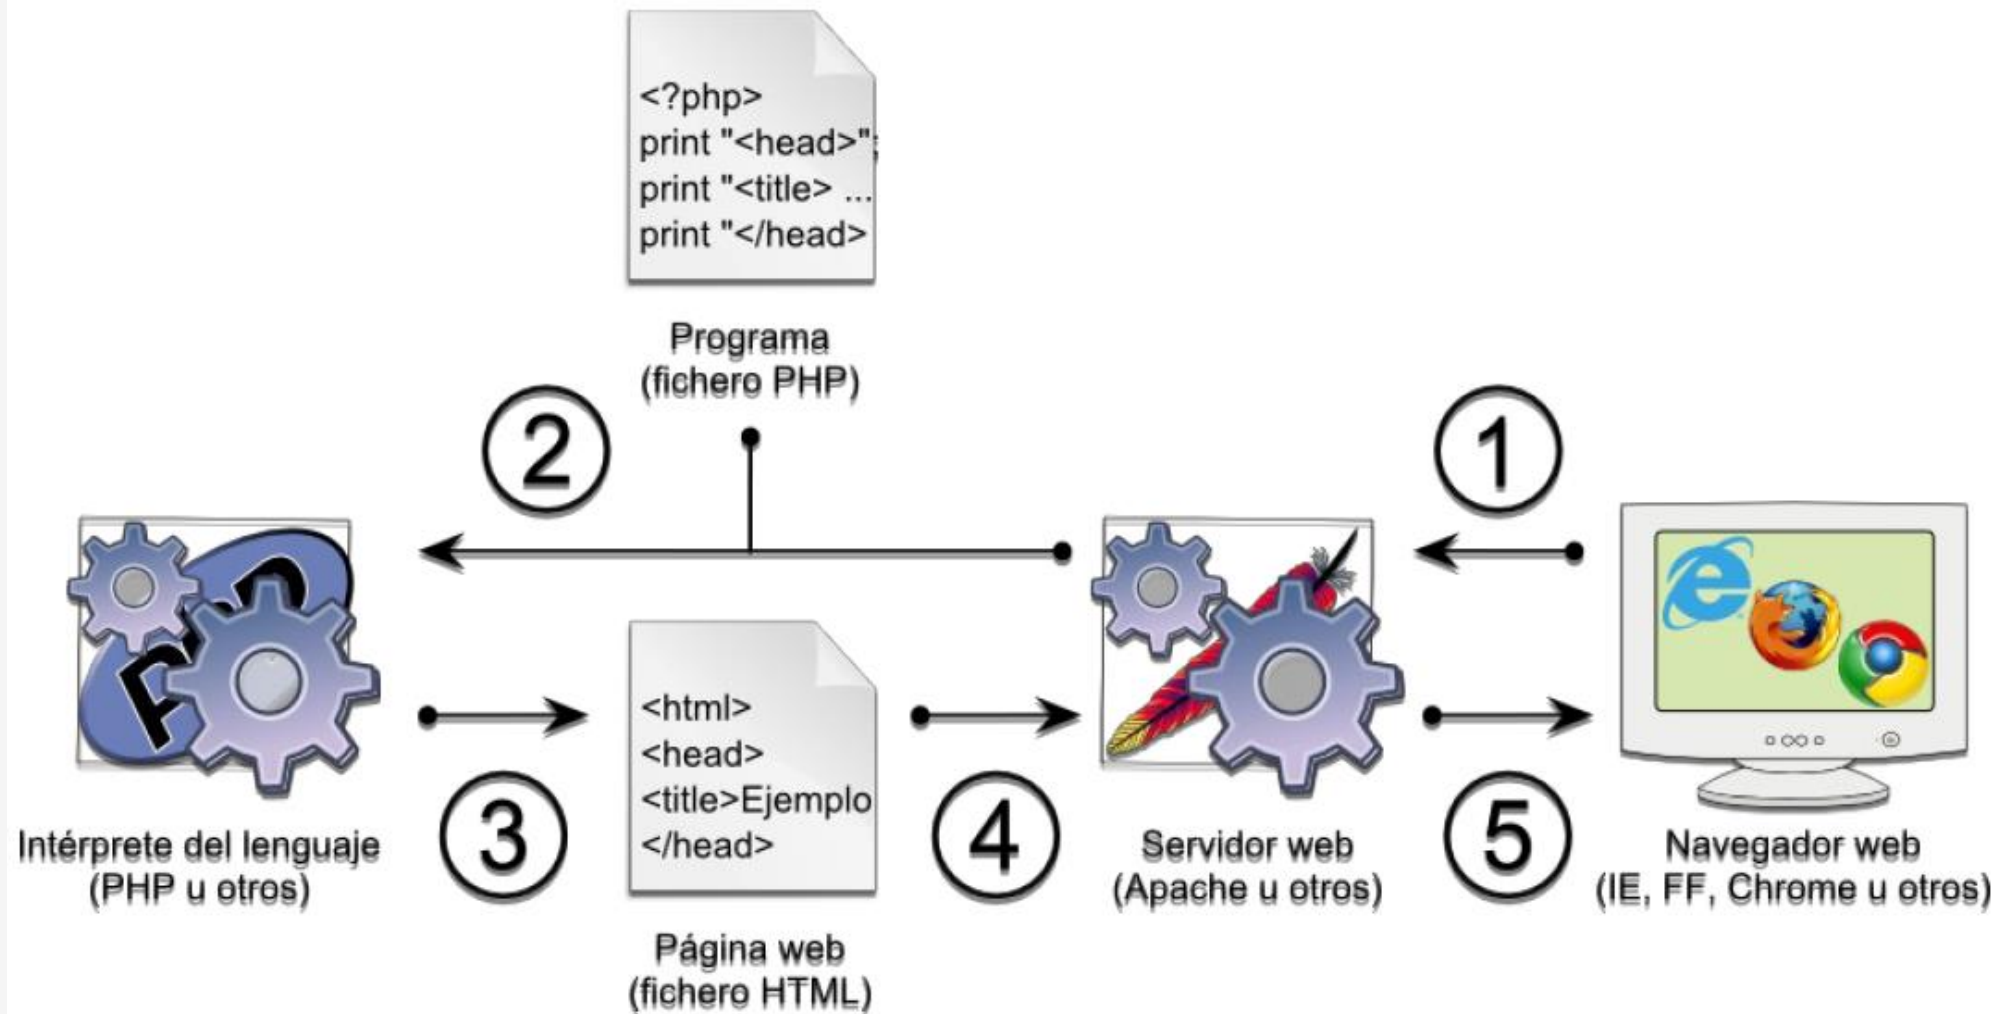 <?php>
print "<head>";
print "<title> ...
print "</head>
Programa
(fichero PHP)
2
1
<html>
<head>
<title>Ejemplo
</head>
3
4
5
Intérprete del lenguaje
(PHP u otros)
Servidor web
(Apache u otros)
Navegador web
(IE, FF, Chrome u otros)
Página web
(fichero HTML)